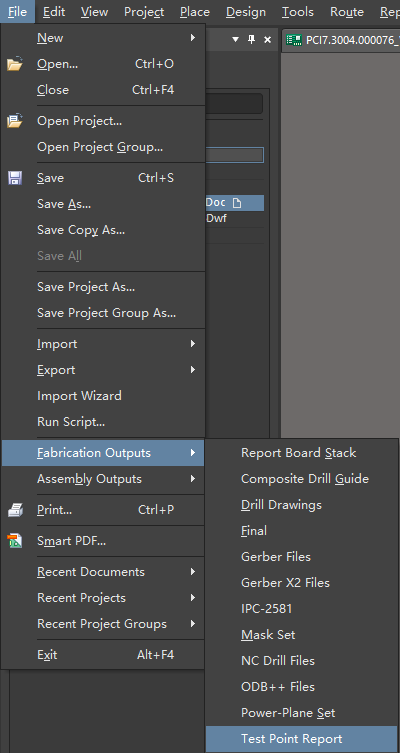 File Edit View Project Place Design Tools Route Rep
New
Open... Ctrl+O
PCI7.3004.000076_
Close Ctrl+F4
Open Project...
Open Project Group...
Save Ctrl+S
Save As...
Doc
Dwf
Save Copy As...
Save All
Save Project As...
Save Project Group As...
Import
Export
Import Wizard
Run Script...
Fabrication Outputs
Assembly Outputs
Print... Ctrl+P
Smart PDF...
Recent Documents
Recent Projects
Recent Project Groups
Exit Alt+F4
Report Board Stack
Composite Drill Guide
Drill Drawings
Final
Gerber Files
Gerber X2 Files
IPC-2581
Mask Set
NC Drill Files
ODB++ Files
Power-Plane Set
Test Point Report